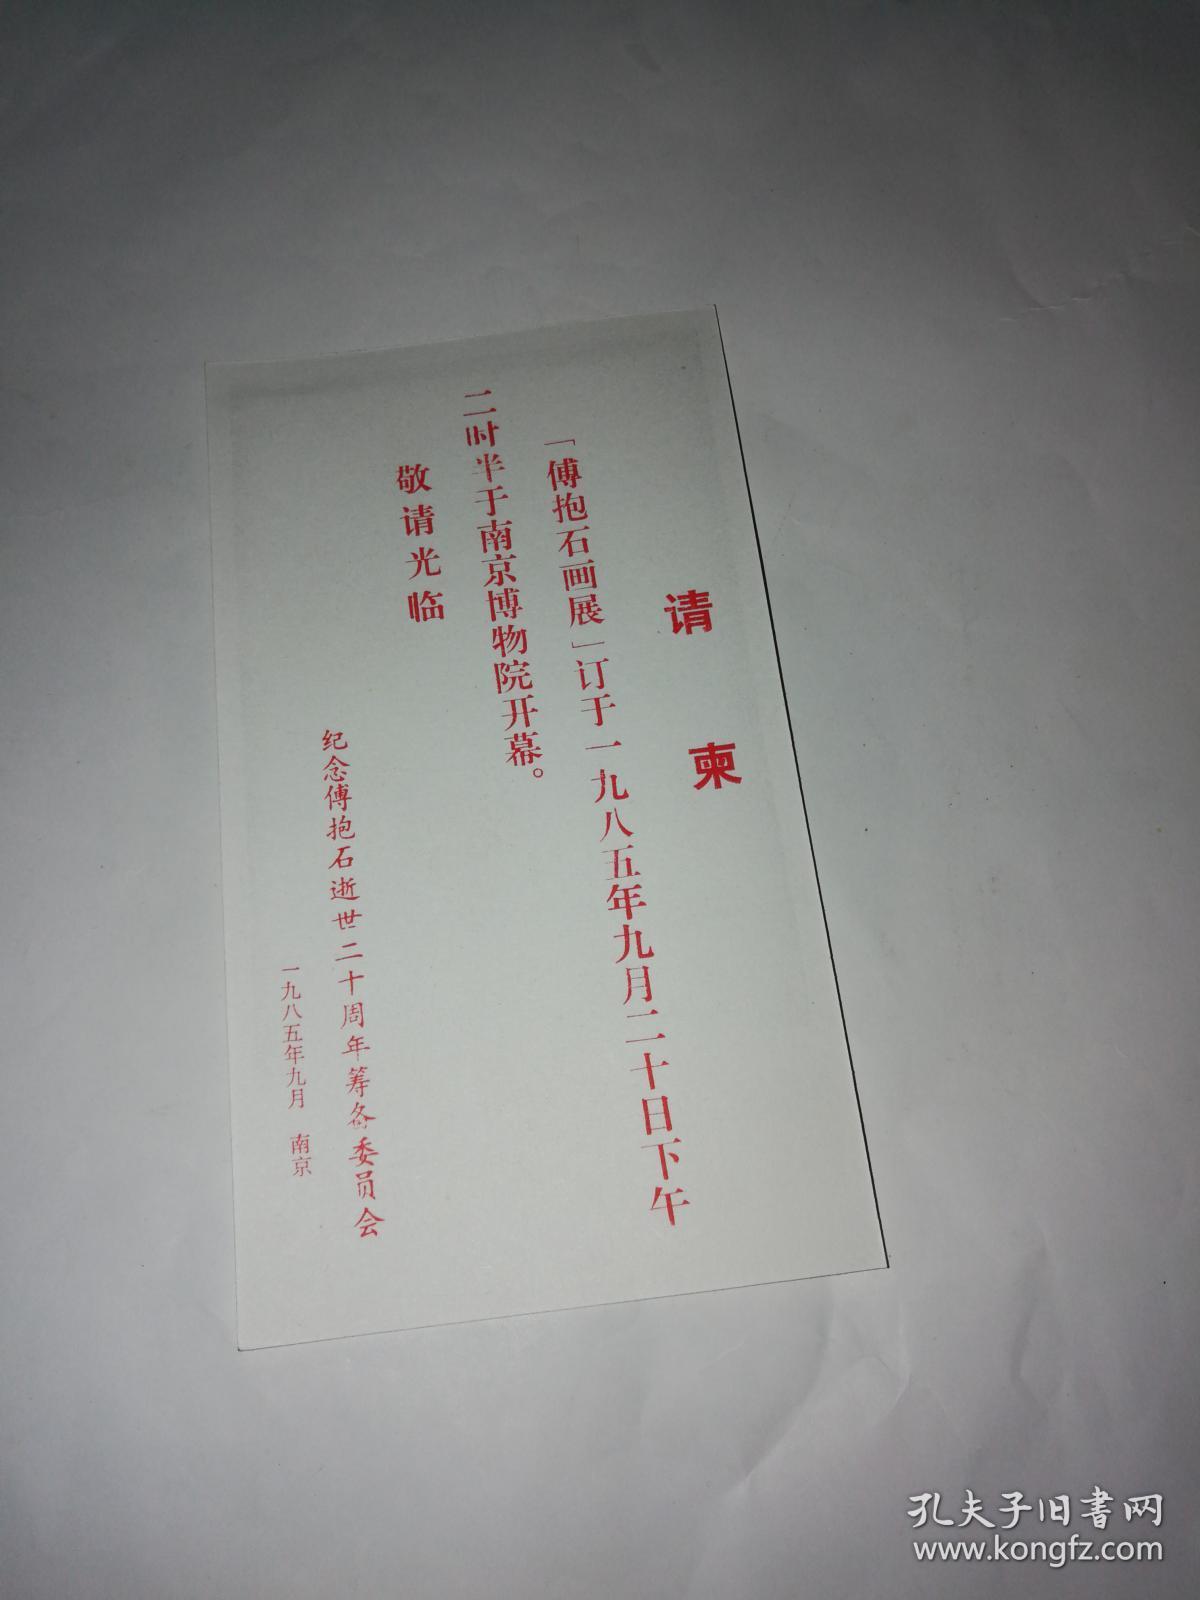 请柬
「傅抱石画展」订于一九八五年九月二十日下午
二时半于南京博物院开幕。
敬请光临
纪念傅抱石逝世二十周年筹备委员会
一九八五年九月 南京
孔夫子旧书网
www.kongfz.com